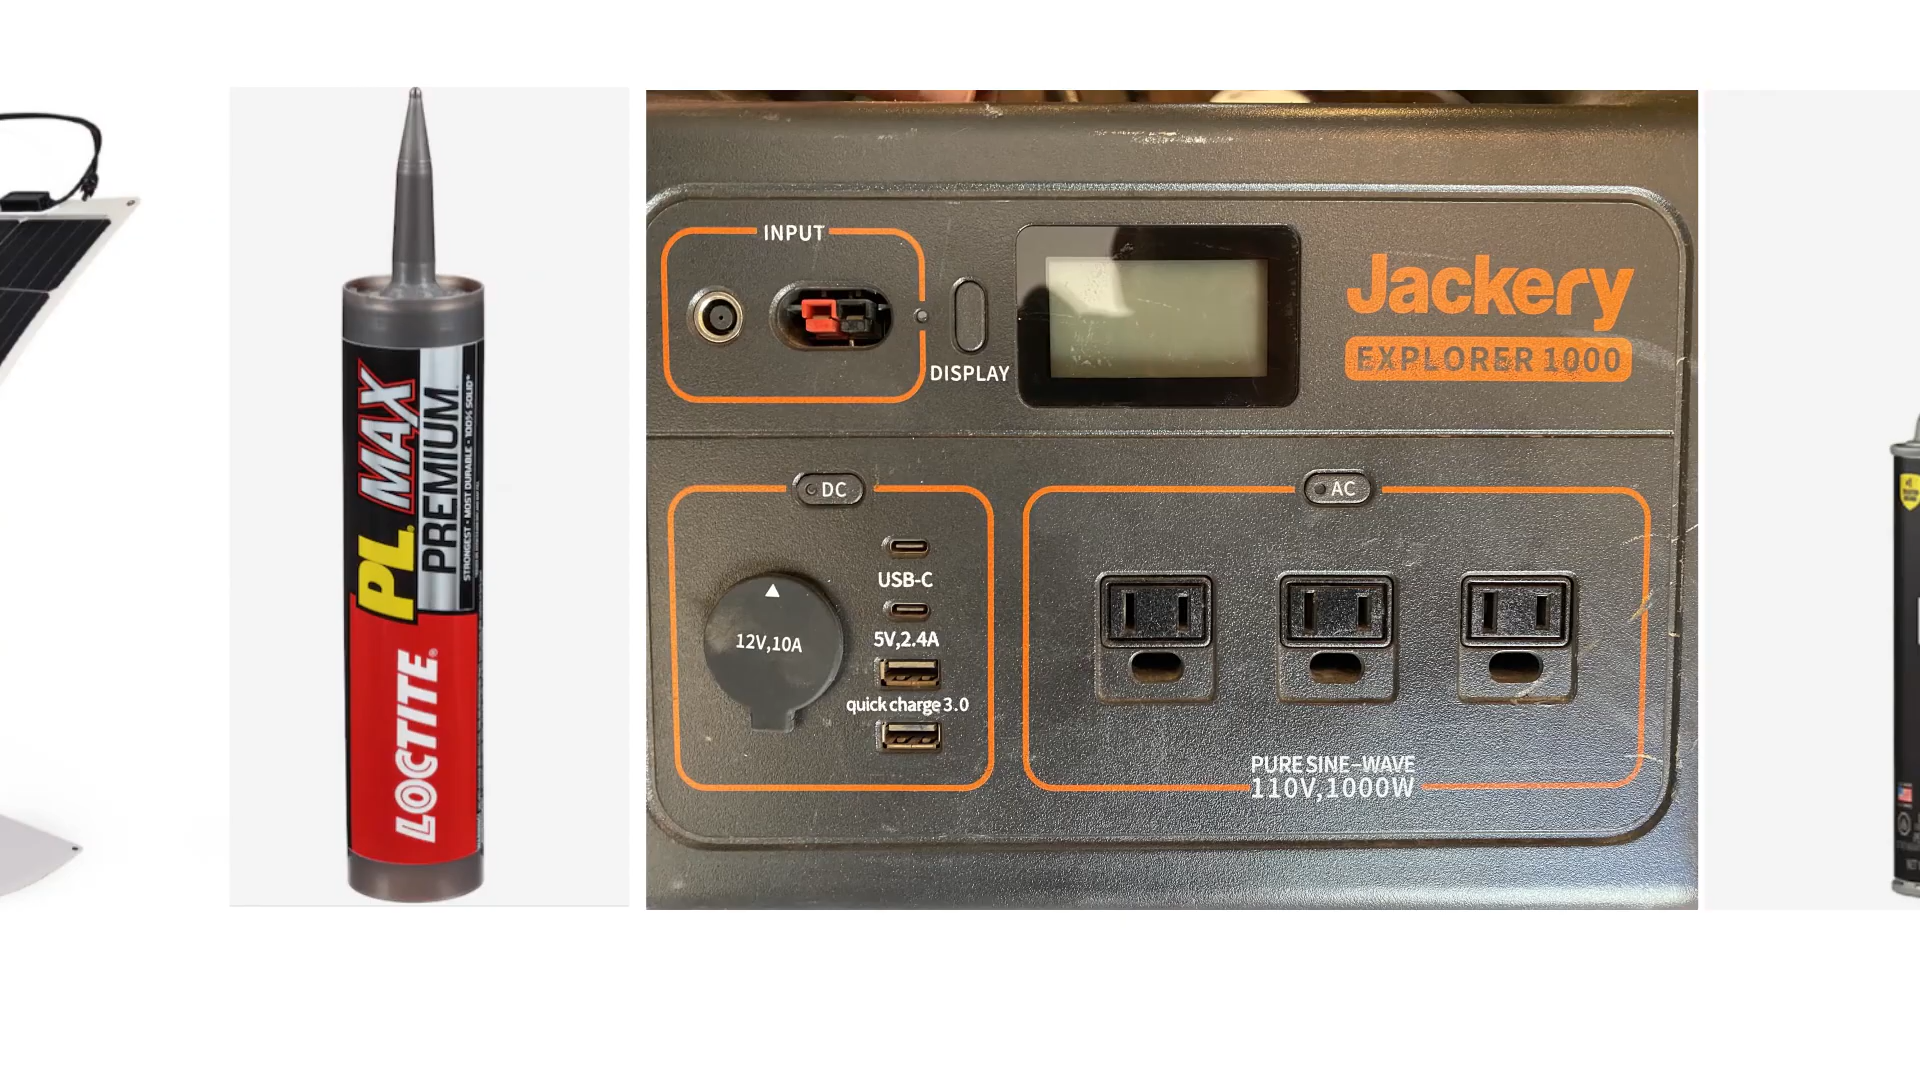 PL® MAX
PREMIUM
STRONGEST • MOST DURABLE • 100% SOLID*
LOCTITE®
INPUT
DISPLAY
Jackery
EXPLORER 1000
DC
12V,10A
USB-C
5V,2.4A
quick charge 3.0
AC
PURE SINE-WAVE
110V,1000W